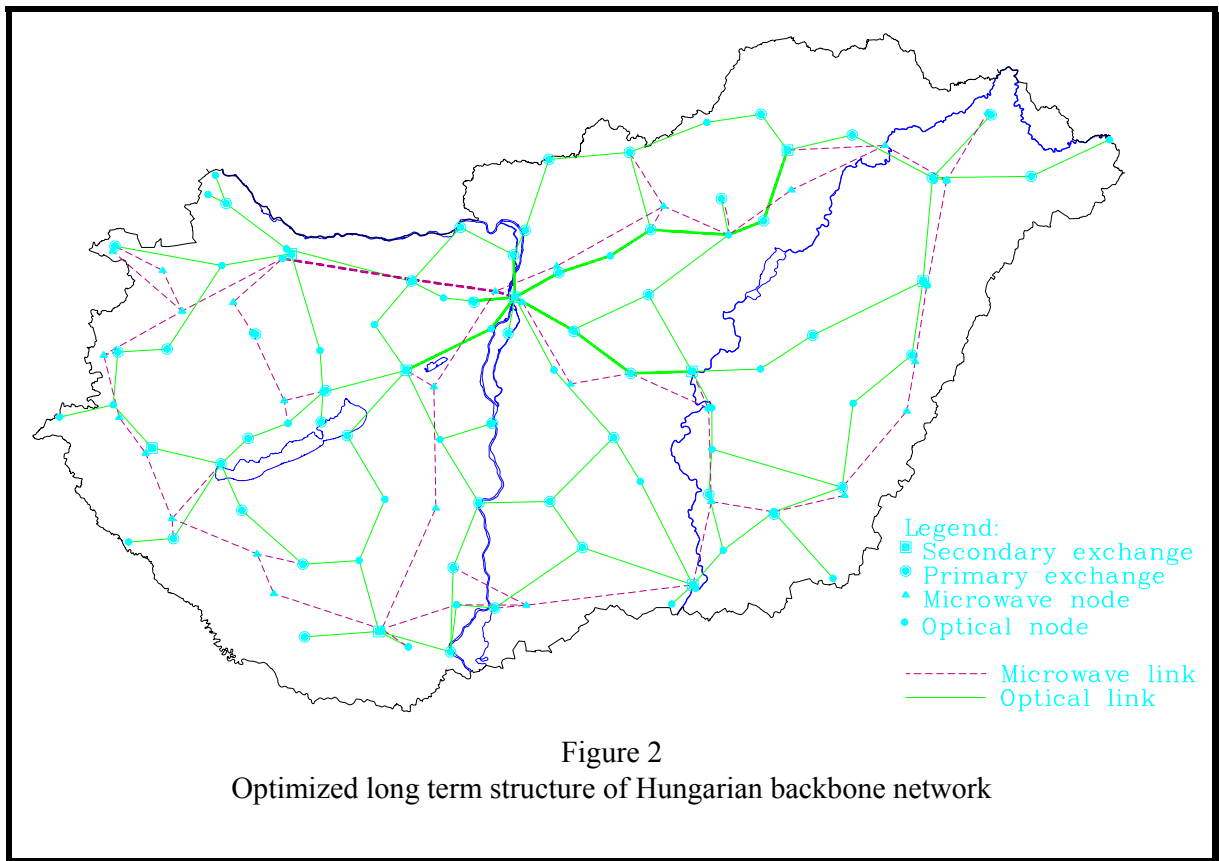 Legend:
Secondary exchange
Primary exchange
Microwave node
Optical node
Microwave link
Optical link
Figure 2
Optimized long term structure of Hungarian backbone network